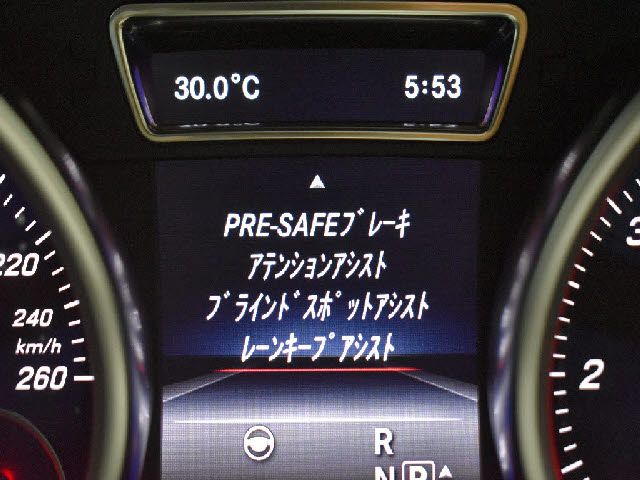 30.0°C 5:53
PRE-SAFEﾌﾞﾚｰｷ
ｱﾃﾝｼｮﾝｱｼｽﾄ
ﾌﾞﾗｲﾝﾄﾞｽﾎﾟｯﾄｱｼｽﾄ
ﾚｰﾝｷｰﾌﾟｱｼｽﾄ
220
240
km/h
260
3
2
R
N P